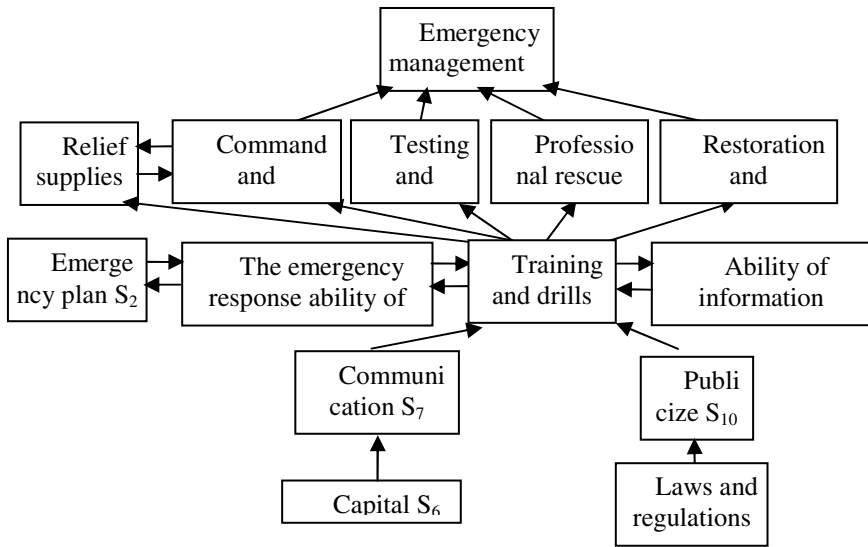 Emergency
management
Relief
supplies
Command
and
Testing
and
Professio
nal rescue
Restoration
and
Emerge
ncy plan S₂
The emergency
response ability of
Training
and drills
Ability of
information
Communi
cation S₇
Publi
cize S₁₀
Capital S₆
Laws and
regulations